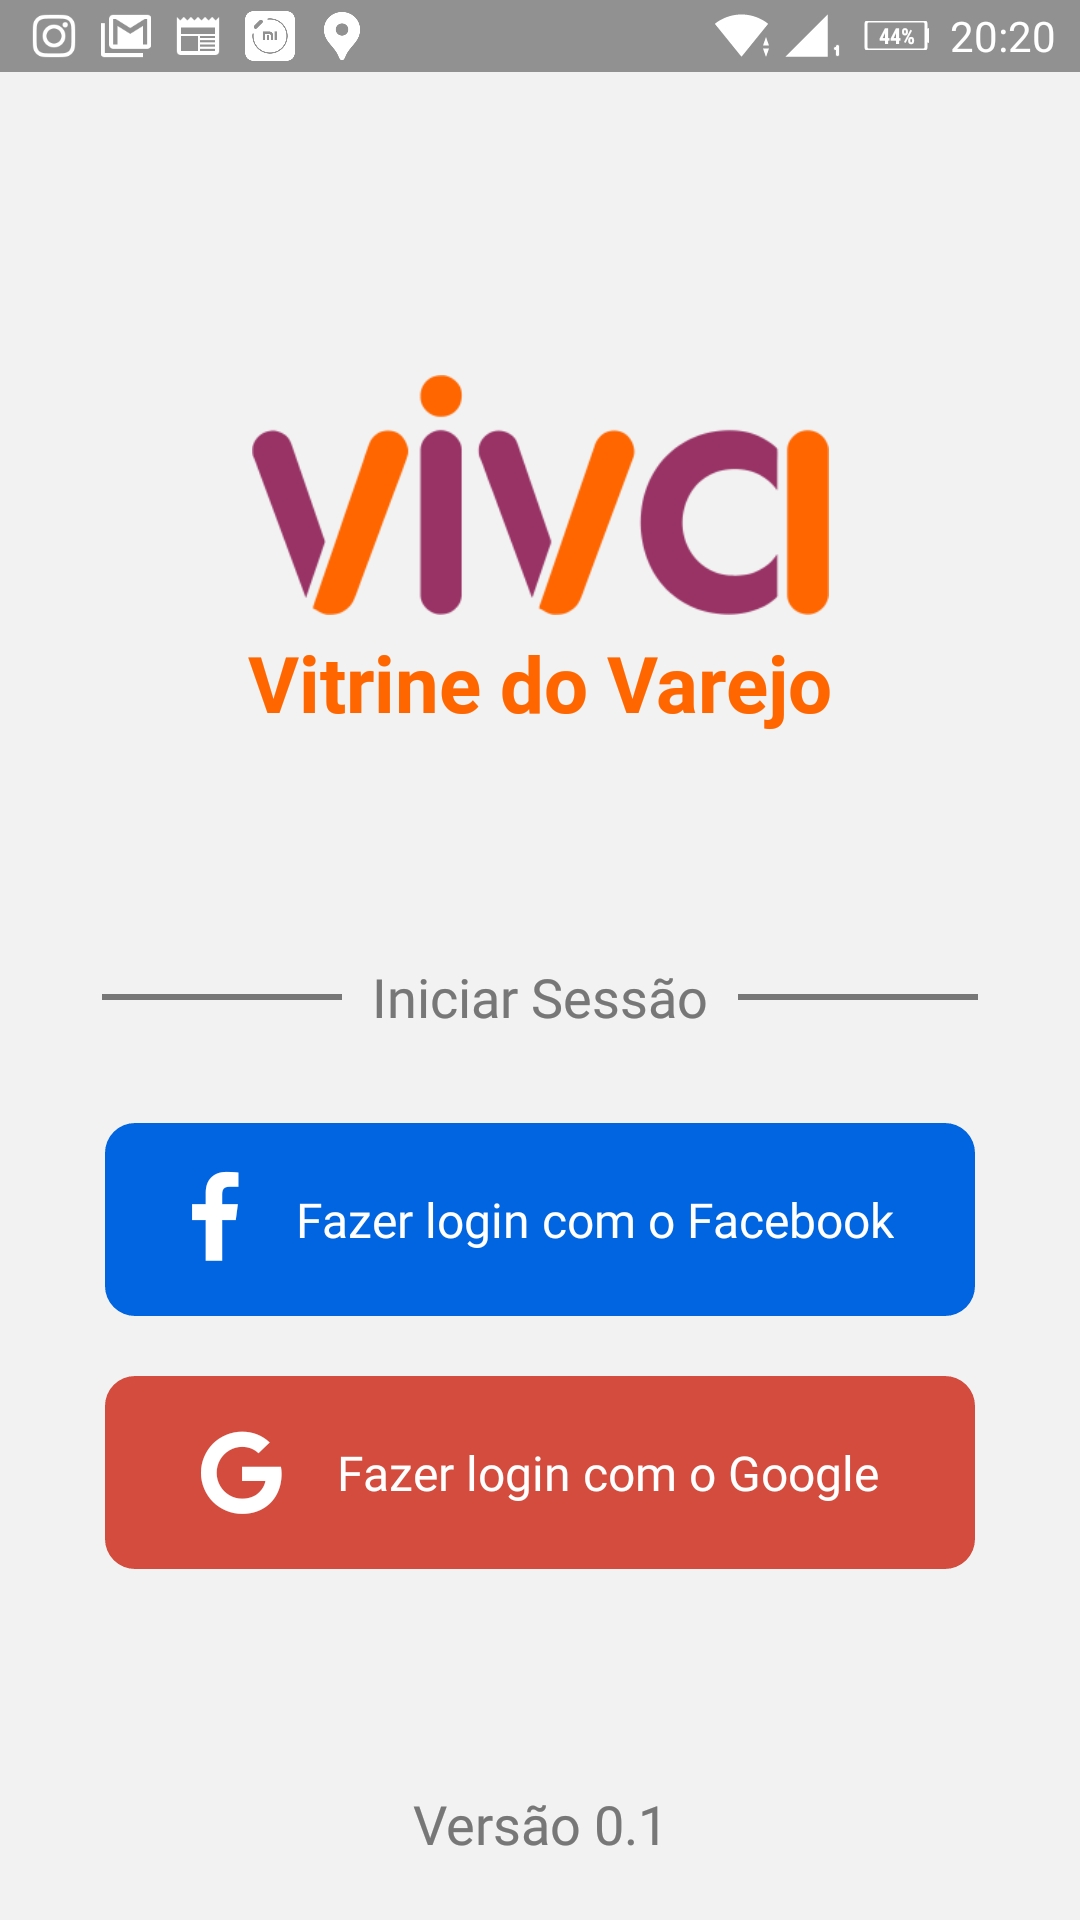 mi
44%
20:20
viva
Vitrine do Varejo
Iniciar Sessão
Fazer login com o Facebook
Fazer login com o Google
Versão 0.1